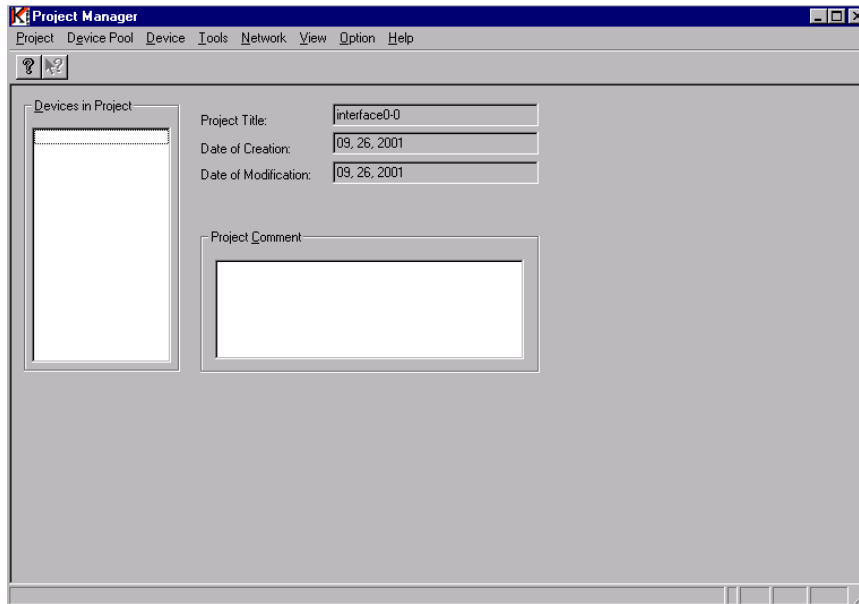 Project Manager
Project Device Pool Device Tools Network View Option Help
Devices in Project
Project Title: interface0-0
Date of Creation: 09, 26, 2001
Date of Modification: 09, 26, 2001
Project Comment